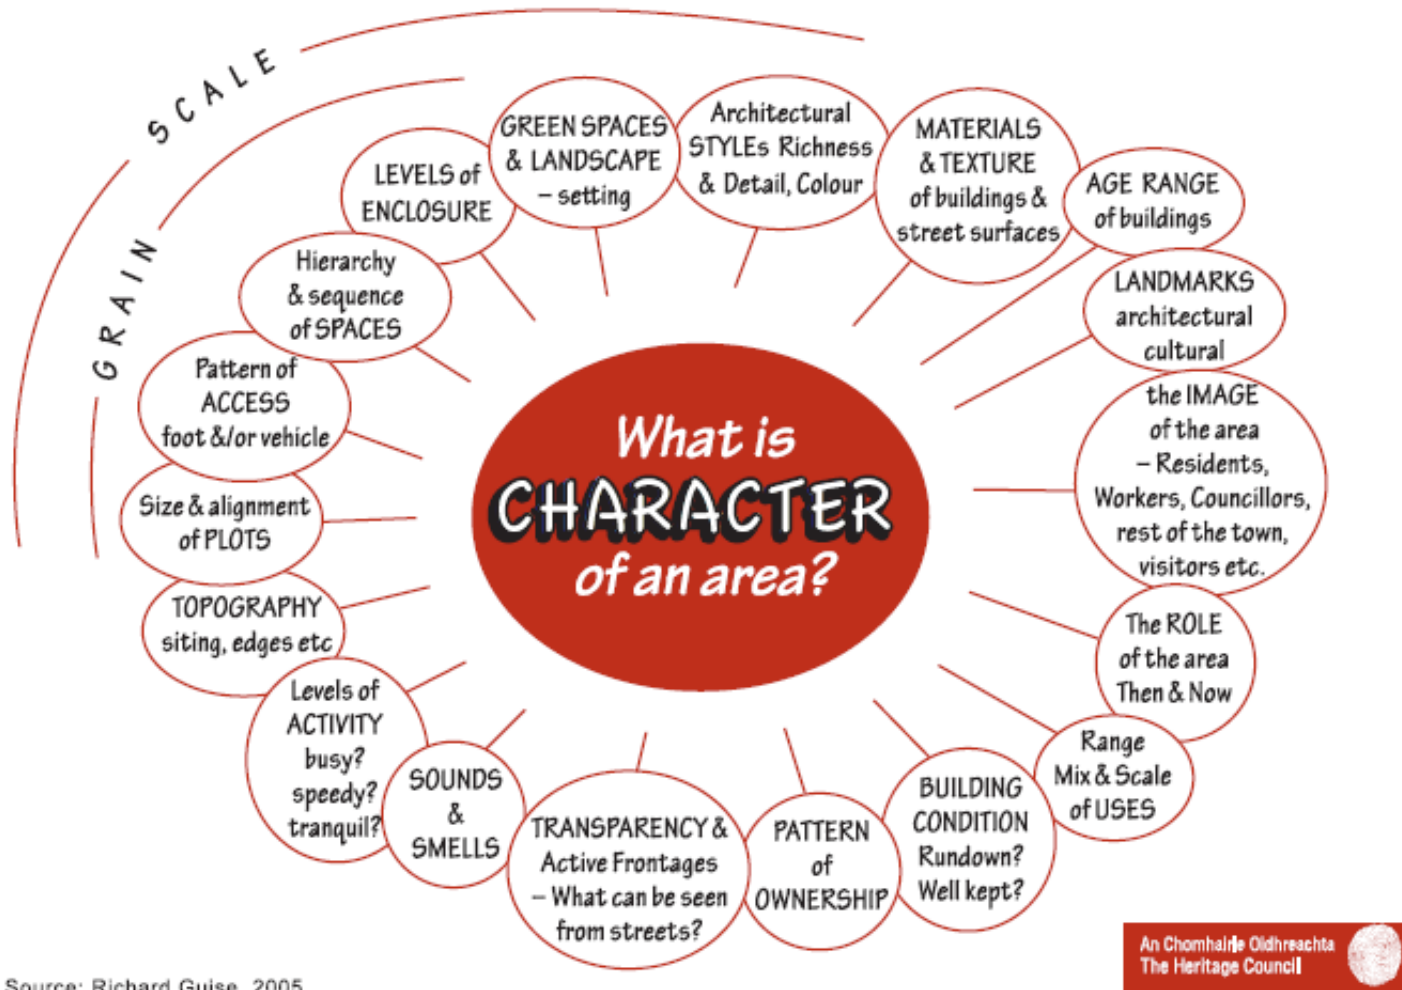 SCALE
GRAIN
What is
CHARACTER
of an area?
GREEN SPACES
& LANDSCAPE
– setting
Architectural
STYLEs Richness
& Detail, Colour
MATERIALS
& TEXTURE
of buildings &
street surfaces
AGE RANGE
of buildings
LANDMARKS
architectural
cultural
the IMAGE
of the area
– Residents,
Workers, Councillors,
rest of the town,
visitors etc.
The ROLE
of the area
Then & Now
Range
Mix & Scale
of USES
BUILDING
CONDITION
Rundown?
Well kept?
PATTERN
of
OWNERSHIP
TRANSPARENCY &
Active Frontages
– What can be seen
from streets?
SOUNDS
&
SMELLS
Levels of
ACTIVITY
busy?
speedy?
tranquil?
TOPOGRAPHY
siting, edges etc
Size & alignment
of PLOTS
Pattern of
ACCESS
foot &/or vehicle
Hierarchy
& sequence
of SPACES
LEVELS of
ENCLOSURE
An Chomhairle Oidhreachta
The Heritage Council
Source: Richard Guise, 2005